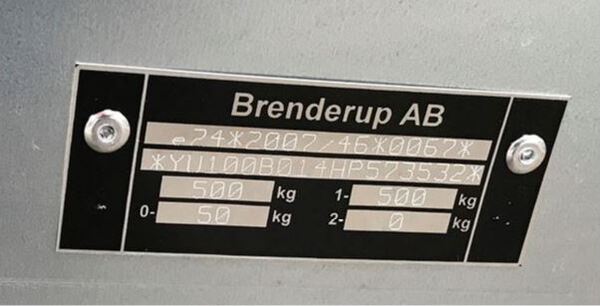 Brenderup AB
e24*2007/46*0067*
*YU100B014HP573532*
500 kg 1- 500 kg
0- 50 kg 2- 0 kg